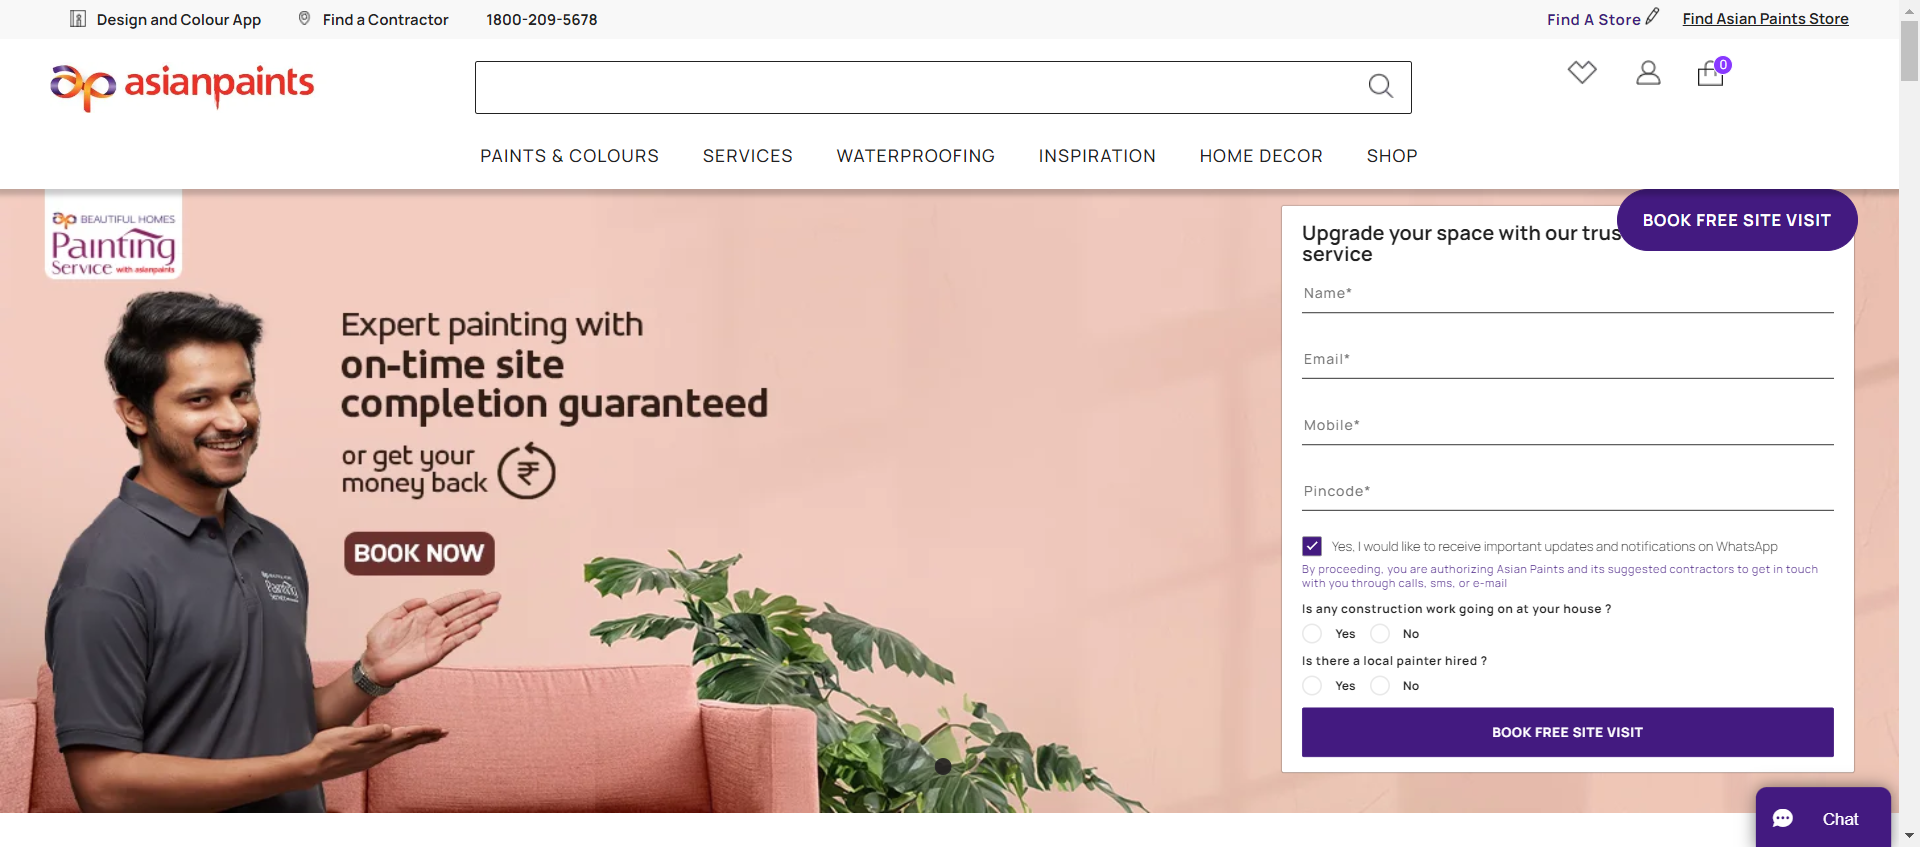 Design and Colour App
Find a Contractor
1800-209-5678
Find A Store
Find Asian Paints Store
ap asianpaints
0
PAINTS & COLOURS
SERVICES
WATERPROOFING
INSPIRATION
HOME DECOR
SHOP
ap BEAUTIFUL HOMES
Painting
Service with asianpaints
Expert painting with
on-time site
completion guaranteed
or get your
money back
₹
BOOK NOW
Painting
BOOK FREE SITE VISIT
Upgrade your space with our trus
service
Name*
Email*
Mobile*
Pincode*
Yes, I would like to receive important updates and notifications on WhatsApp
By proceeding, you are authorizing Asian Paints and its suggested contractors to get in touch
with you through calls, sms, or e-mail
Is any construction work going on at your house ?
Yes No
Is there a local painter hired ?
Yes No
BOOK FREE SITE VISIT
Chat